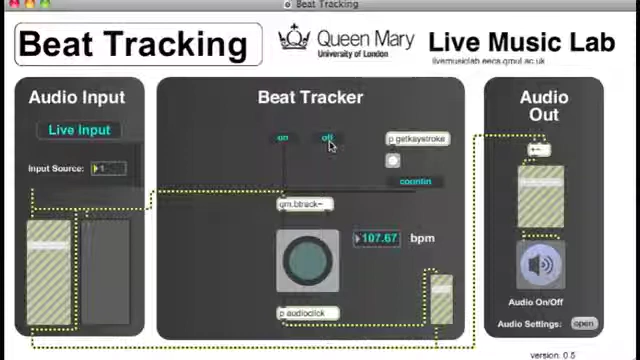 Beat Tracking
Beat Tracking
Queen Mary
University of London
Live Music Lab
livemusiclab.eecs.qmul.ac.uk
Audio Input
Live Input
Input Source:
1
Beat Tracker
on
off
p getkeystroke
countin
qm.btrack~
107.67
bpm
p audioclick
Audio
Out
*~
Audio On/Off
Audio Settings:
open
version: 0.5